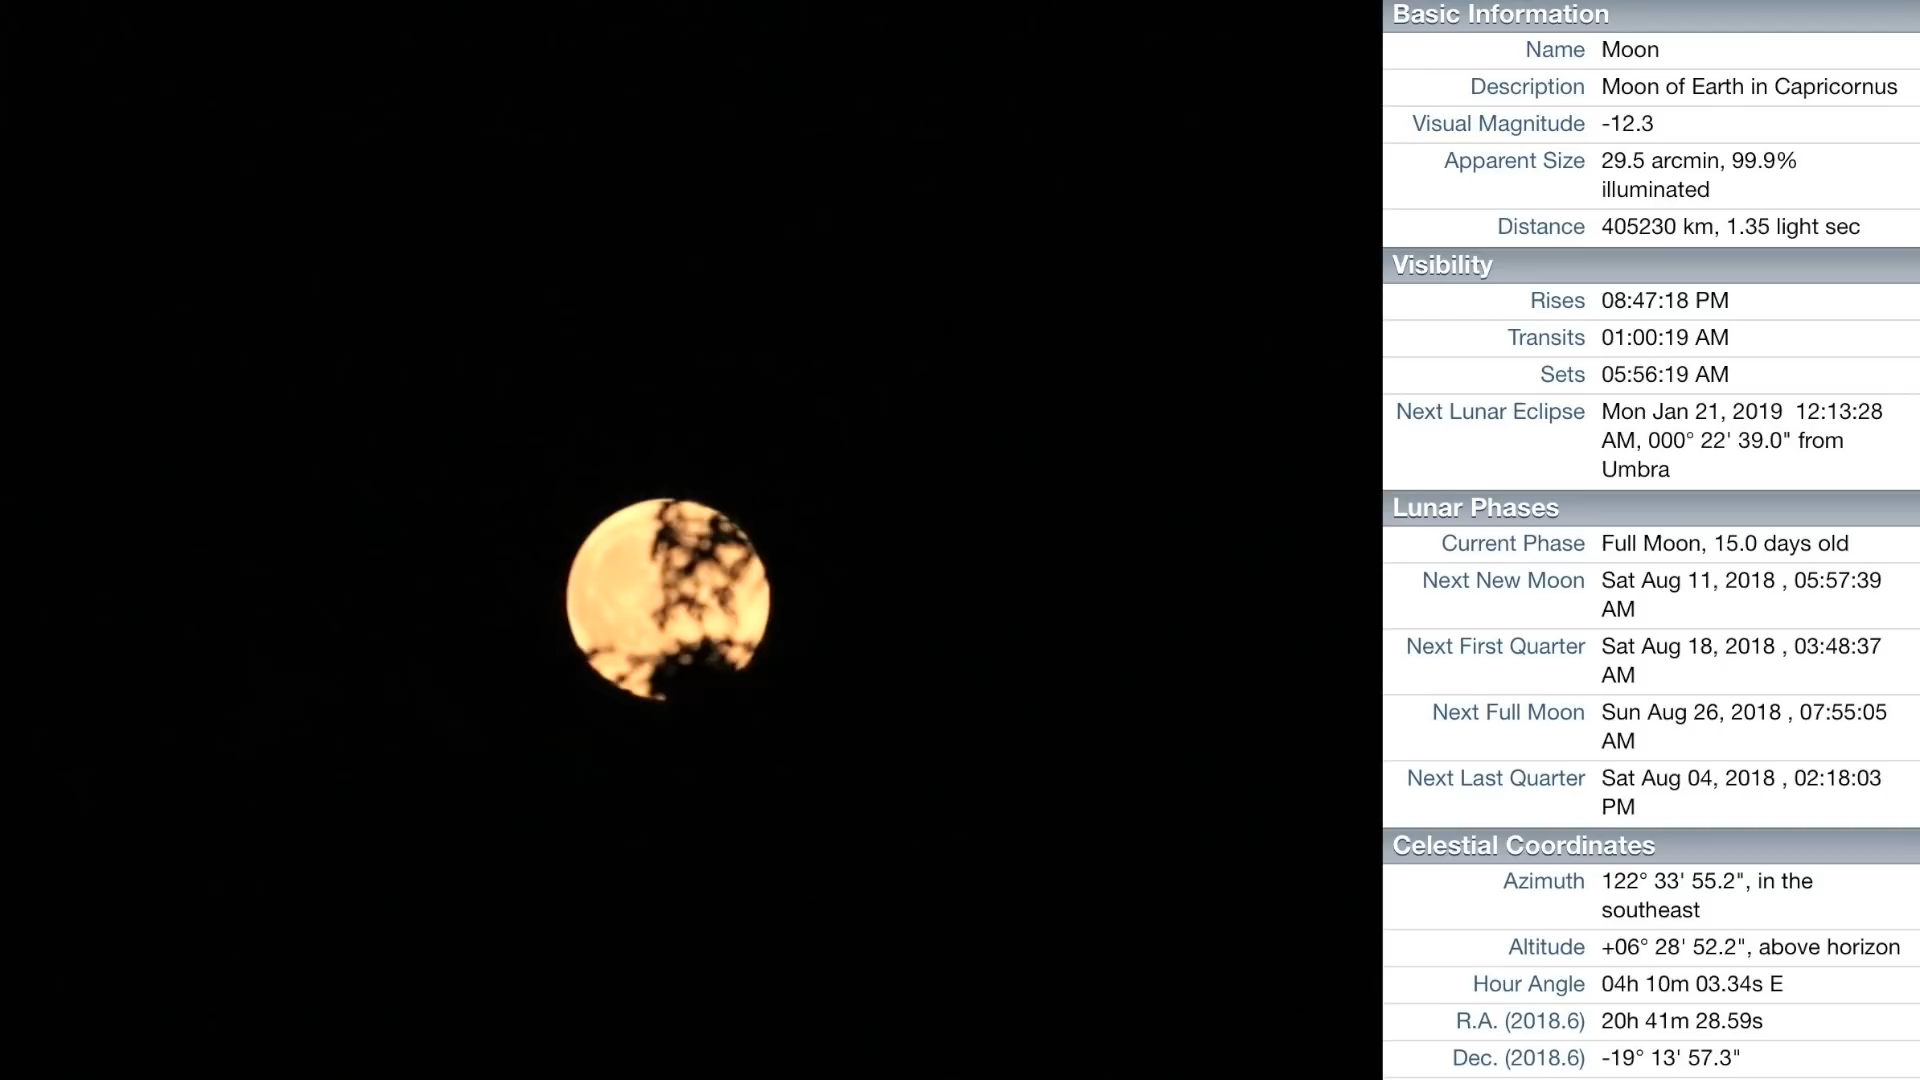 Basic Information
Name Moon
Description Moon of Earth in Capricornus
Visual Magnitude -12.3
Apparent Size 29.5 arcmin, 99.9%
illuminated
Distance 405230 km, 1.35 light sec
Visibility
Rises 08:47:18 PM
Transits 01:00:19 AM
Sets 05:56:19 AM
Next Lunar Eclipse Mon Jan 21, 2019  12:13:28
AM, 000° 22' 39.0" from
Umbra
Lunar Phases
Current Phase Full Moon, 15.0 days old
Next New Moon Sat Aug 11, 2018 , 05:57:39
AM
Next First Quarter Sat Aug 18, 2018 , 03:48:37
AM
Next Full Moon Sun Aug 26, 2018 , 07:55:05
AM
Next Last Quarter Sat Aug 04, 2018 , 02:18:03
PM
Celestial Coordinates
Azimuth 122° 33' 55.2", in the
southeast
Altitude +06° 28' 52.2", above horizon
Hour Angle 04h 10m 03.34s E
R.A. (2018.6) 20h 41m 28.59s
Dec. (2018.6) -19° 13' 57.3"